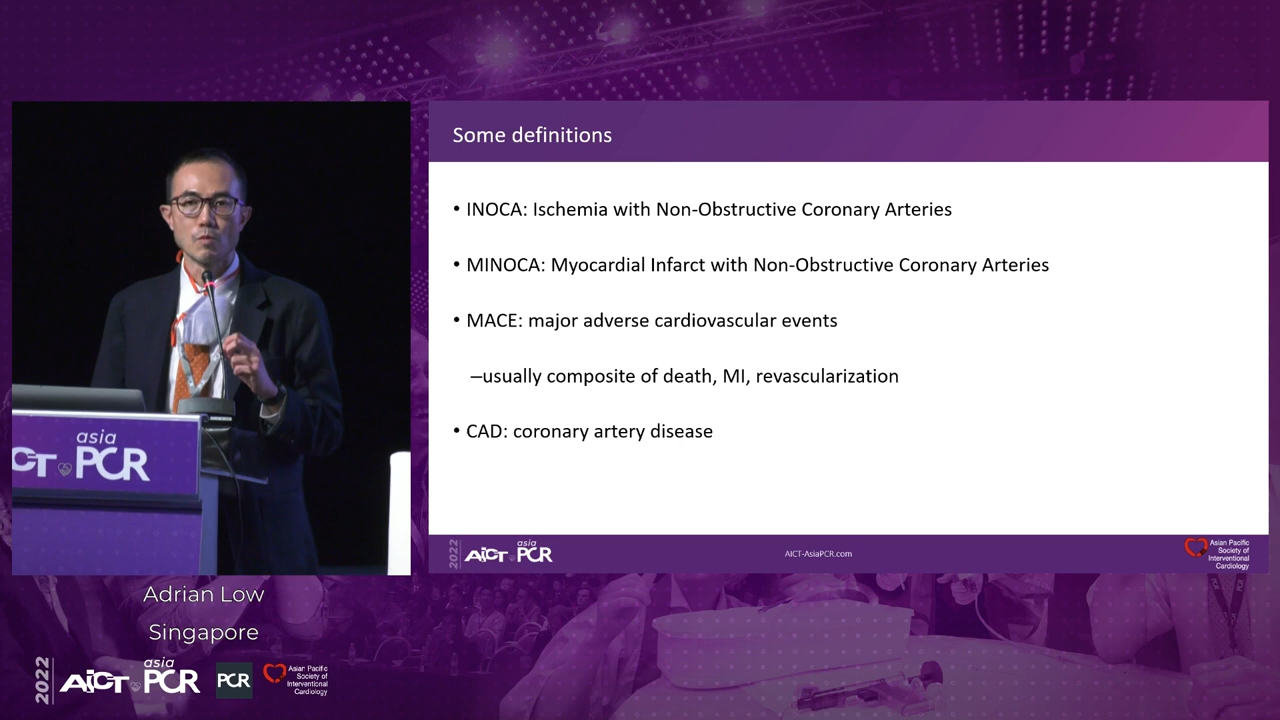 Some definitions
• INOCA: Ischemia with Non-Obstructive Coronary Arteries
• MINOCA: Myocardial Infarct with Non-Obstructive Coronary Arteries
• MACE: major adverse cardiovascular events
–usually composite of death, MI, revascularization
• CAD: coronary artery disease
2022 AICT asia PCR
AICT-AsiaPCR.com
Asian Pacific
Society of
Interventional
Cardiology
asia
CT PCR
Adrian Low
Singapore
2022 AICT asia PCR
PCR
Asian Pacific
Society of
Interventional
Cardiology